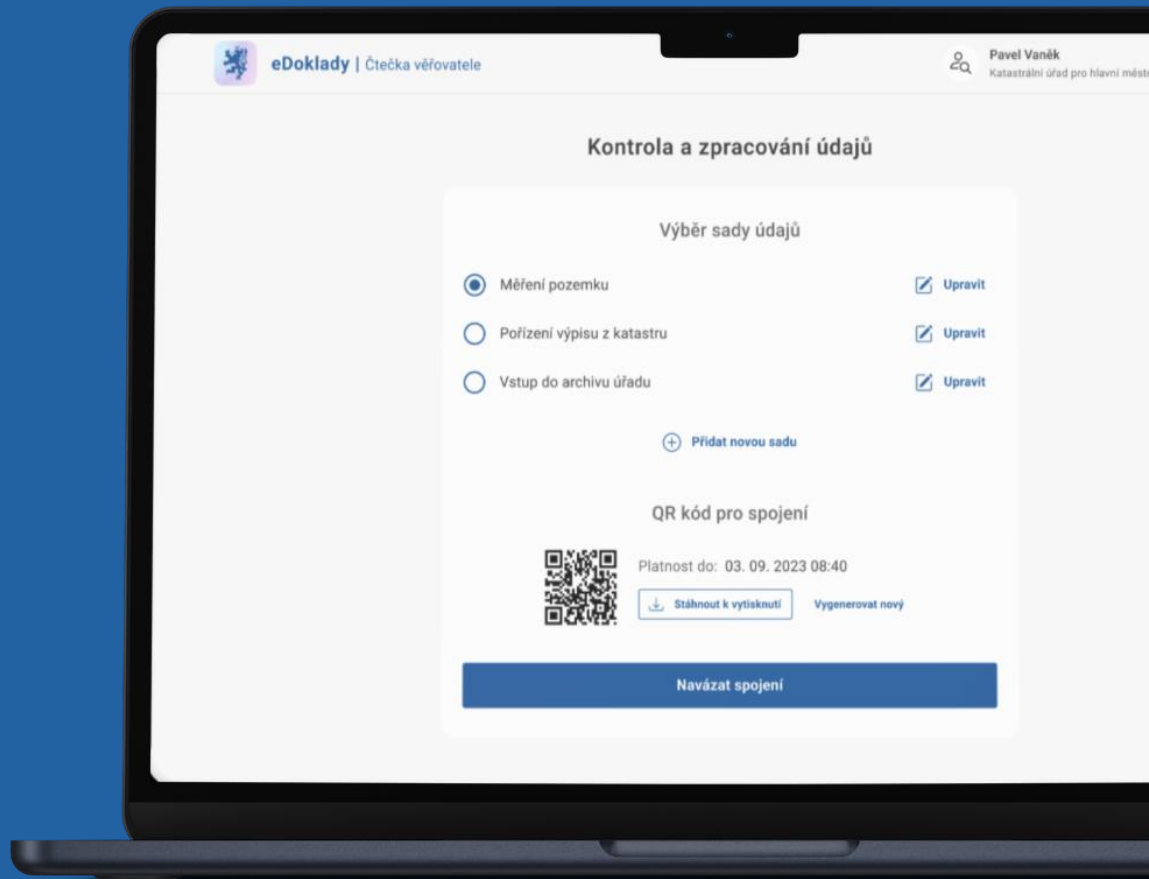 eDoklady | Čtečka věřovatele
Pavel Vaněk
Katastrální úřad pro hlavní město
Kontrola a zpracování údajů
Výběr sady údajů
Měření pozemku
Upravit
Pořízení výpisu z katastru
Upravit
Vstup do archivu úřadu
Upravit
Přidat novou sadu
QR kód pro spojení
Platnost do: 03. 09. 2023 08:40
Stáhnout k vytisknutí
Vygenerovat nový
Navázat spojení